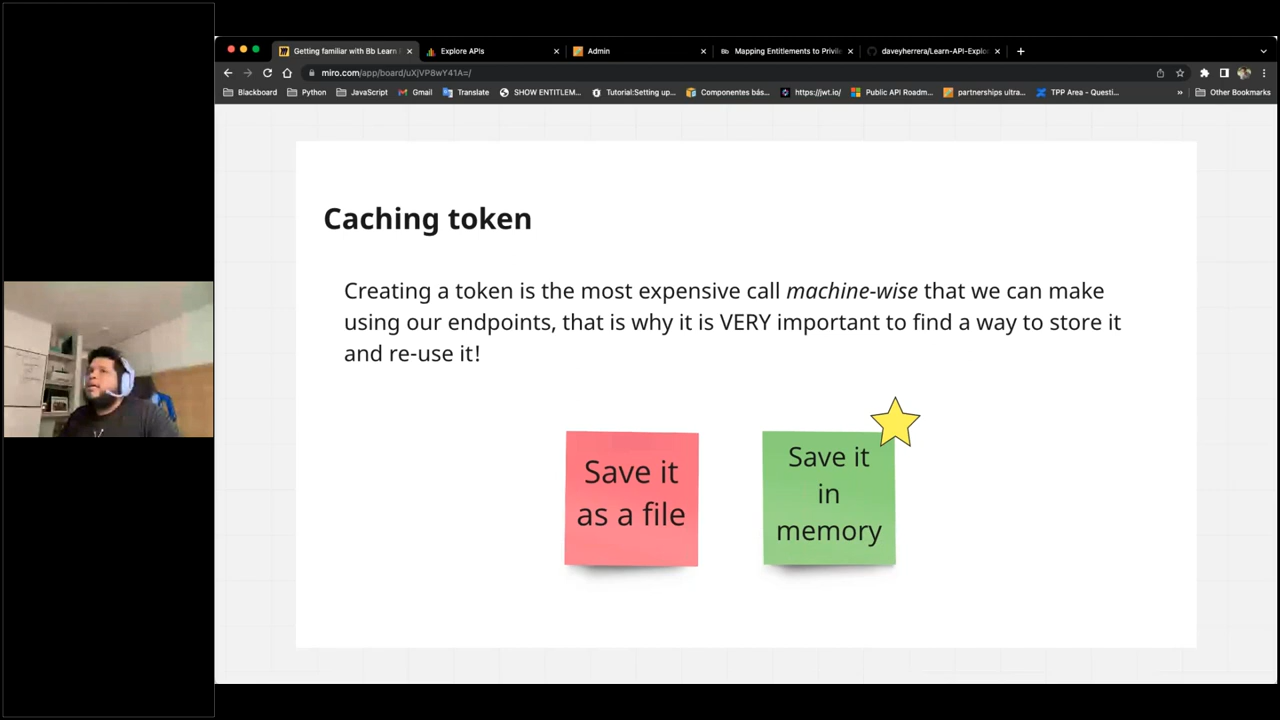 Getting familiar with Bb Learn
Explore APIs
Admin
Mapping Entitlements to Privile
daveyherrera/Learn-API-Explo
miro.com/app/board/uXjVP8wY41A=/
Blackboard
Python
JavaScript
Gmail
Translate
SHOW ENTITLEM...
Tutorial:Setting up...
Componentes bás...
https://jwt.io/
Public API Roadm...
partnerships ultra...
TPP Area - Questi...
»
Other Bookmarks
Caching token
Creating a token is the most expensive call machine-wise that we can make
using our endpoints, that is why it is VERY important to find a way to store it
and re-use it!
Save it
as a file
Save it
in
memory